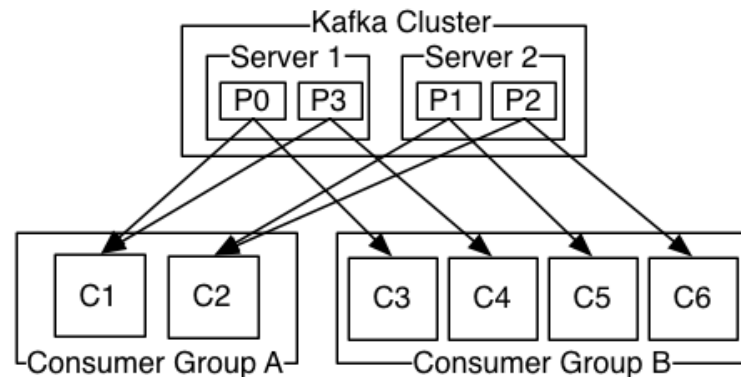 Kafka Cluster
Server 1 Server 2
P0 P3 P1 P2
C1 C2 C3 C4 C5 C6
Consumer Group A Consumer Group B